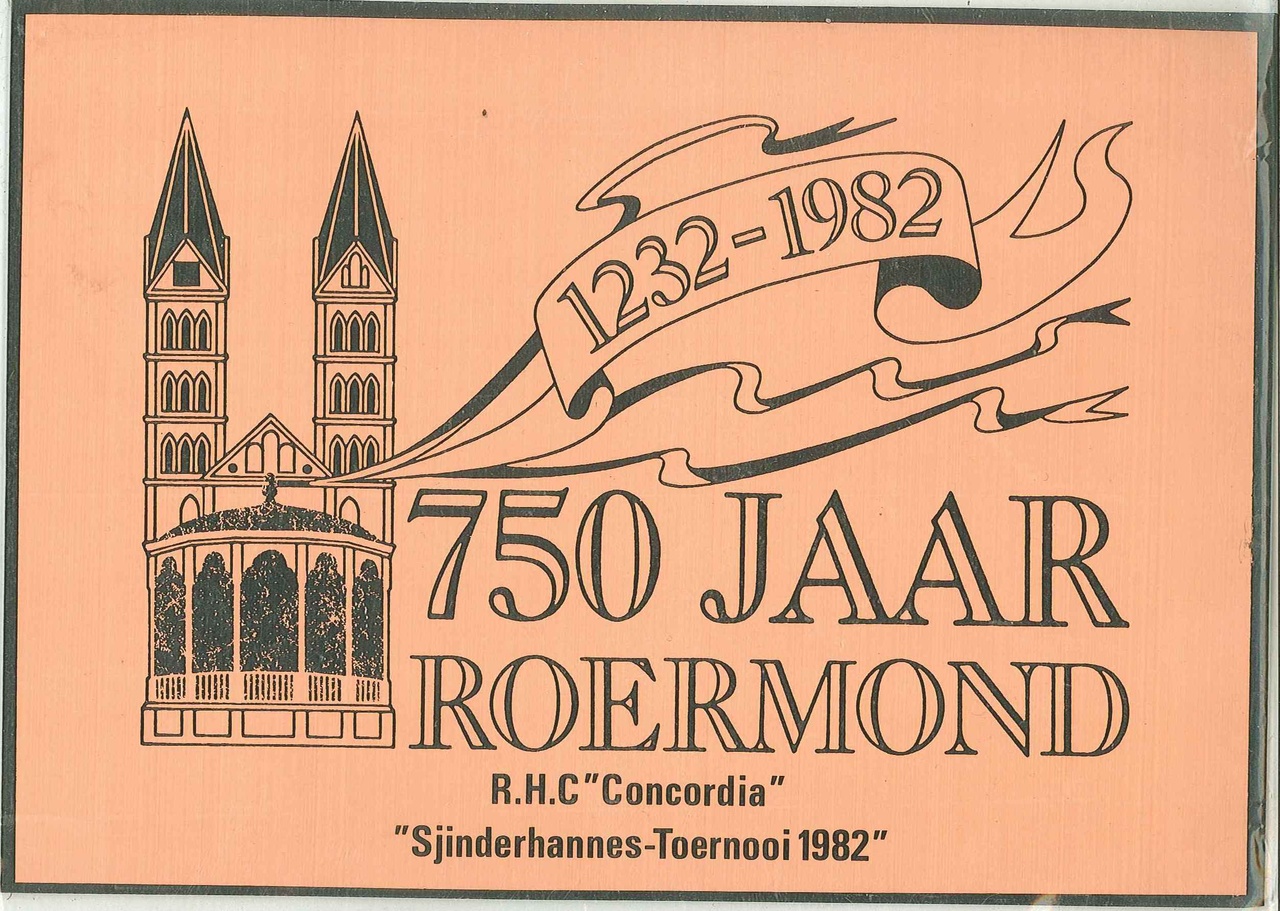 1232-1982
750 JAAR
ROERMOND
R.H.C "Concordia"
"Sjinderhannes-Toernooi 1982"